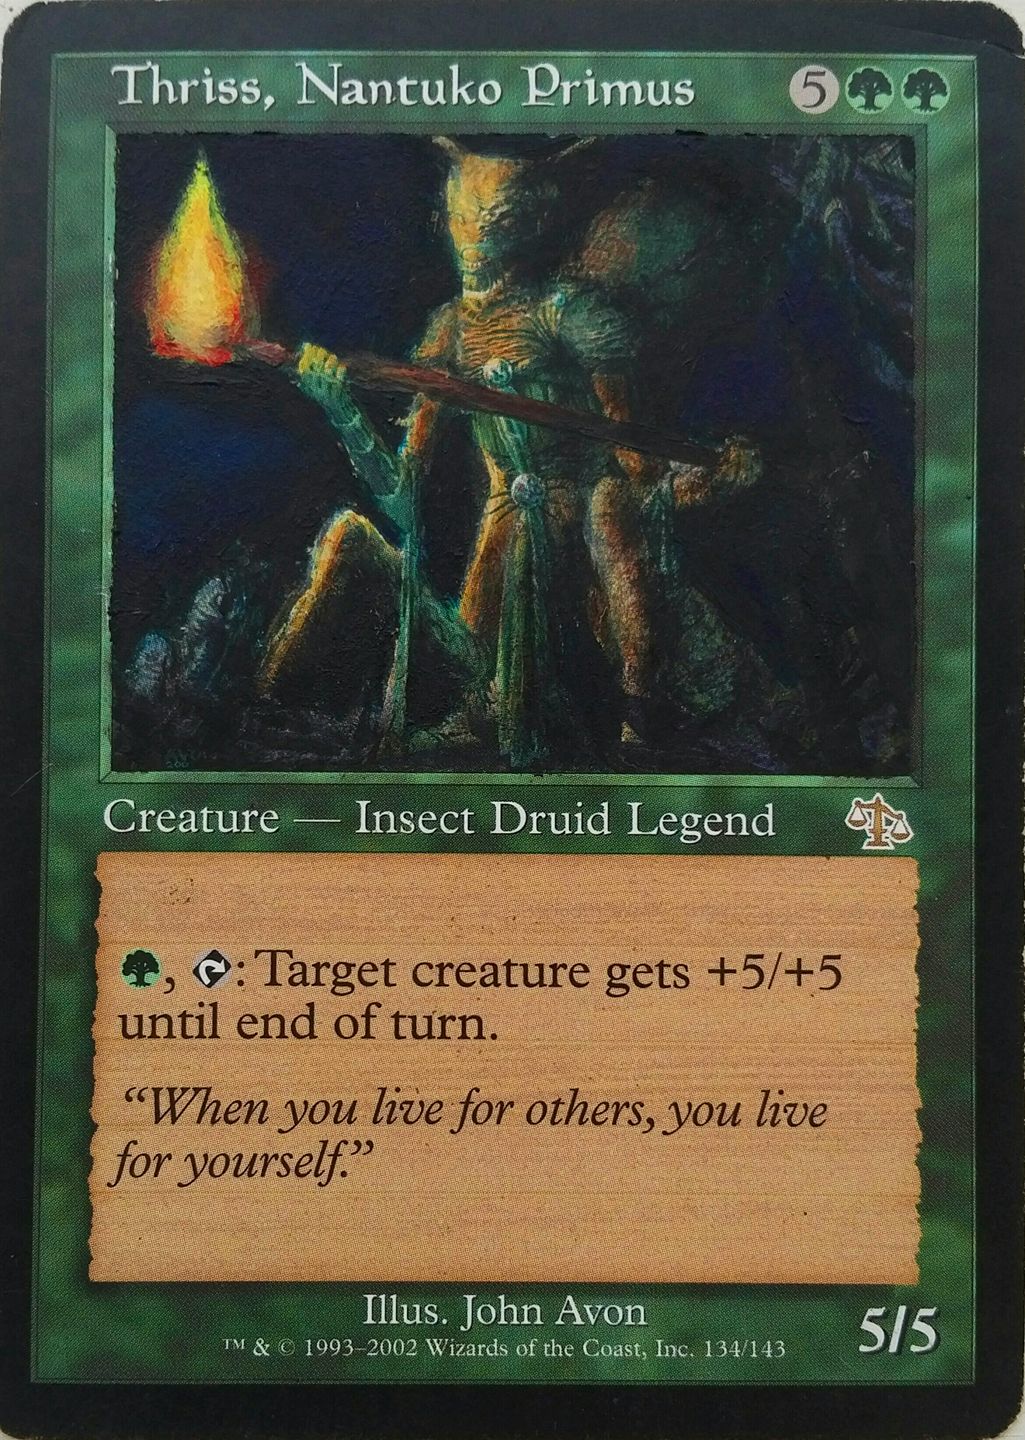 Thriss, Nantuko Primus 5
Creature — Insect Druid Legend
, : Target creature gets +5/+5
until end of turn.
“When you live for others, you live
for yourself.”
Illus. John Avon
™ & © 1993–2002 Wizards of the Coast, Inc. 134/143
5/5